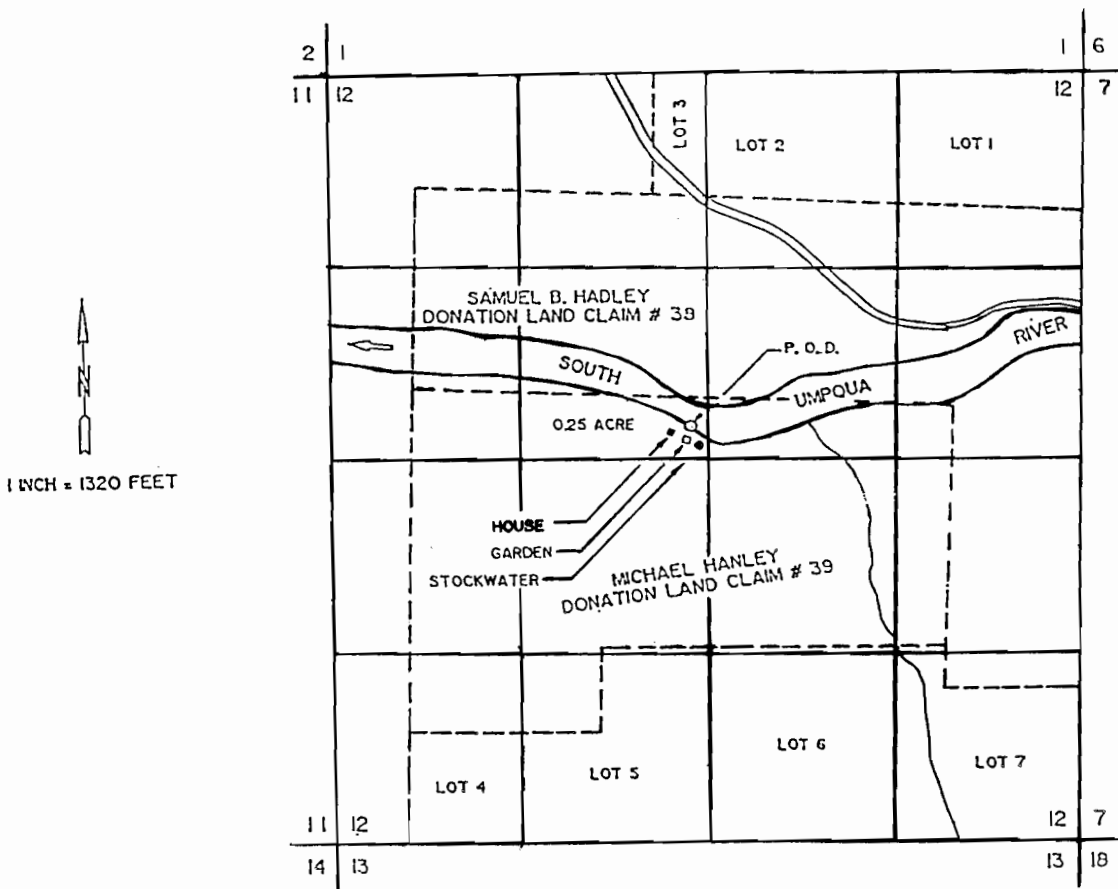 2 1
1 6
11 12
12 7
LOT 3
LOT 2
LOT 1
SAMUEL B. HADLEY
DONATION LAND CLAIM # 38
P.O.D.
RIVER
SOUTH
UMPQUA
0.25 ACRE
N
1 INCH = 1320 FEET
HOUSE
GARDEN
STOCKWATER
MICHAEL HANLEY
DONATION LAND CLAIM # 39
LOT 4
LOT 5
LOT 6
LOT 7
11 12
12 7
14 13
13 18